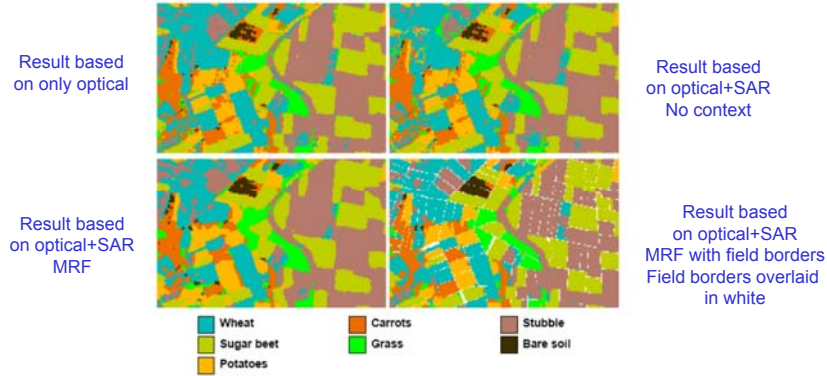 Result based
on only optical
Result based
on optical+SAR
No context
Result based
on optical+SAR
MRF
Result based
on optical+SAR
MRF with field borders
Field borders overlaid
in white
Wheat
Carrots
Stubble
Sugar beet
Grass
Bare soil
Potatoes